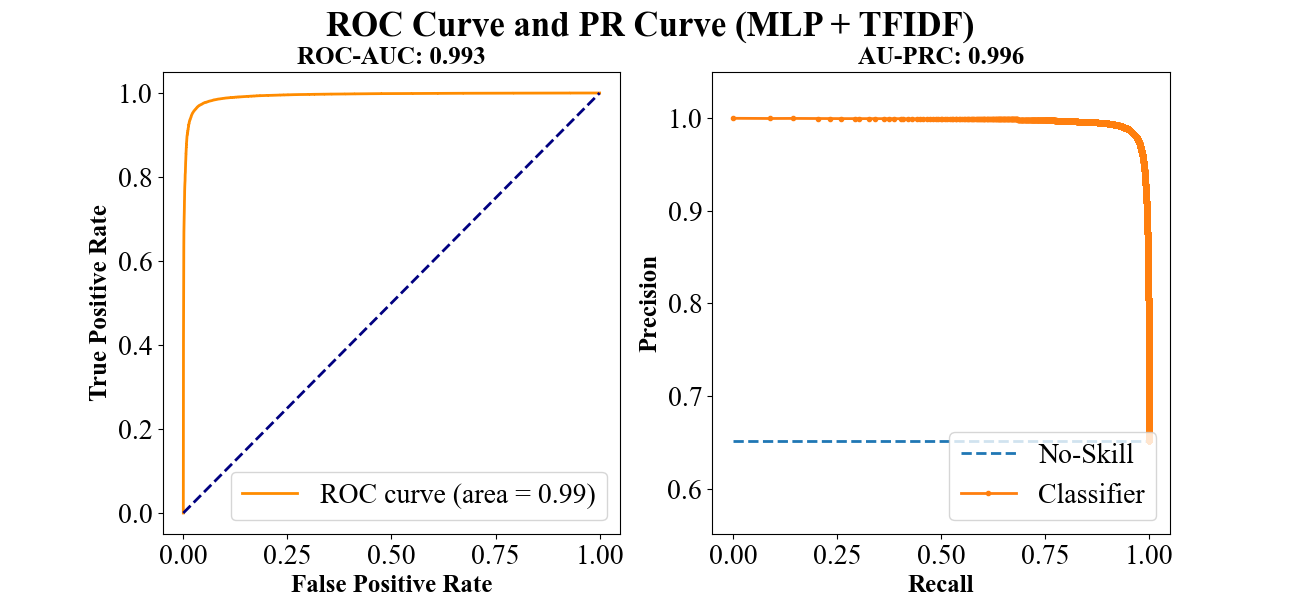 ROC Curve and PR Curve (MLP + TFIDF)
ROC-AUC: 0.993
True Positive Rate
1.0
0.8
0.6
0.4
0.2
0.0
ROC curve (area = 0.99)
0.00 0.25 0.50 0.75 1.00
False Positive Rate
AU-PRC: 0.996
Precision
1.0
0.9
0.8
0.7
0.6
No-Skill
Classifier
0.00 0.25 0.50 0.75 1.00
Recall